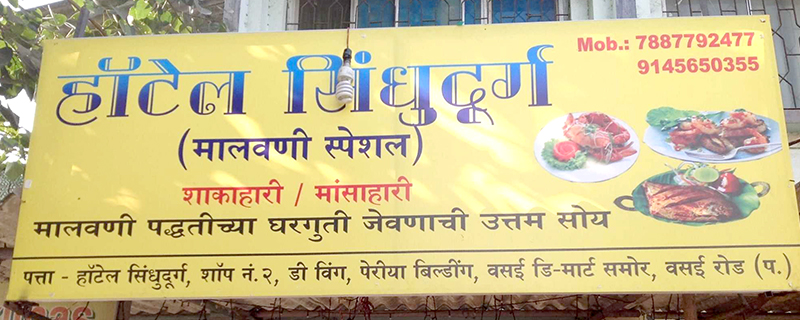 हॉटेल सिंधुदूर्ग
Mob.: 7887792477
9145650355
(मालवणी स्पेशल)
शाकाहारी / मांसाहारी
मालवणी पद्धतीच्या घरगुती जेवणाची उत्तम सोय
पत्ता - हॉटेल सिंधुदूर्ग, शॉप नं.२, डी विंग, पेरीया बिल्डींग, वसई डि-मार्ट समोर, वसई रोड (प.)